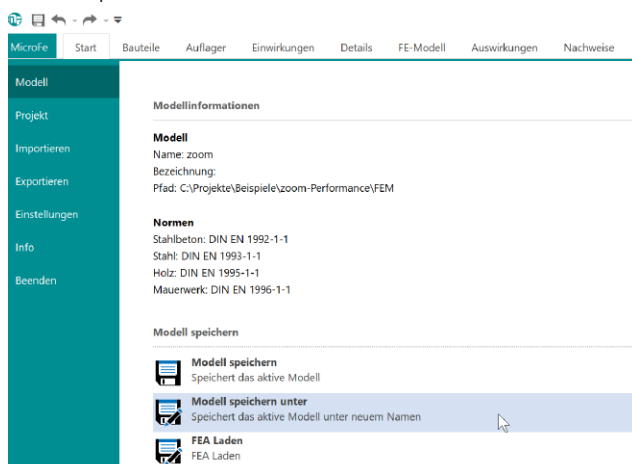 MicroFe Start Bauteile Auflager Einwirkungen Details FE-Modell Auswirkungen Nachweise
Modell
Projekt
Importieren
Exportieren
Einstellungen
Info
Beenden
Modellinformationen
Modell
Name: zoom
Bezeichnung:
Pfad: C:\Projekte\Beispiele\zoom-Performance\FEM
Normen
Stahlbeton: DIN EN 1992-1-1
Stahl: DIN EN 1993-1-1
Holz: DIN EN 1995-1-1
Mauerwerk: DIN EN 1996-1-1
Modell speichern
Modell speichern
Speichert das aktive Modell
Modell speichern unter
Speichert das aktive Modell unter neuem Namen
FEA Laden
FEA Laden